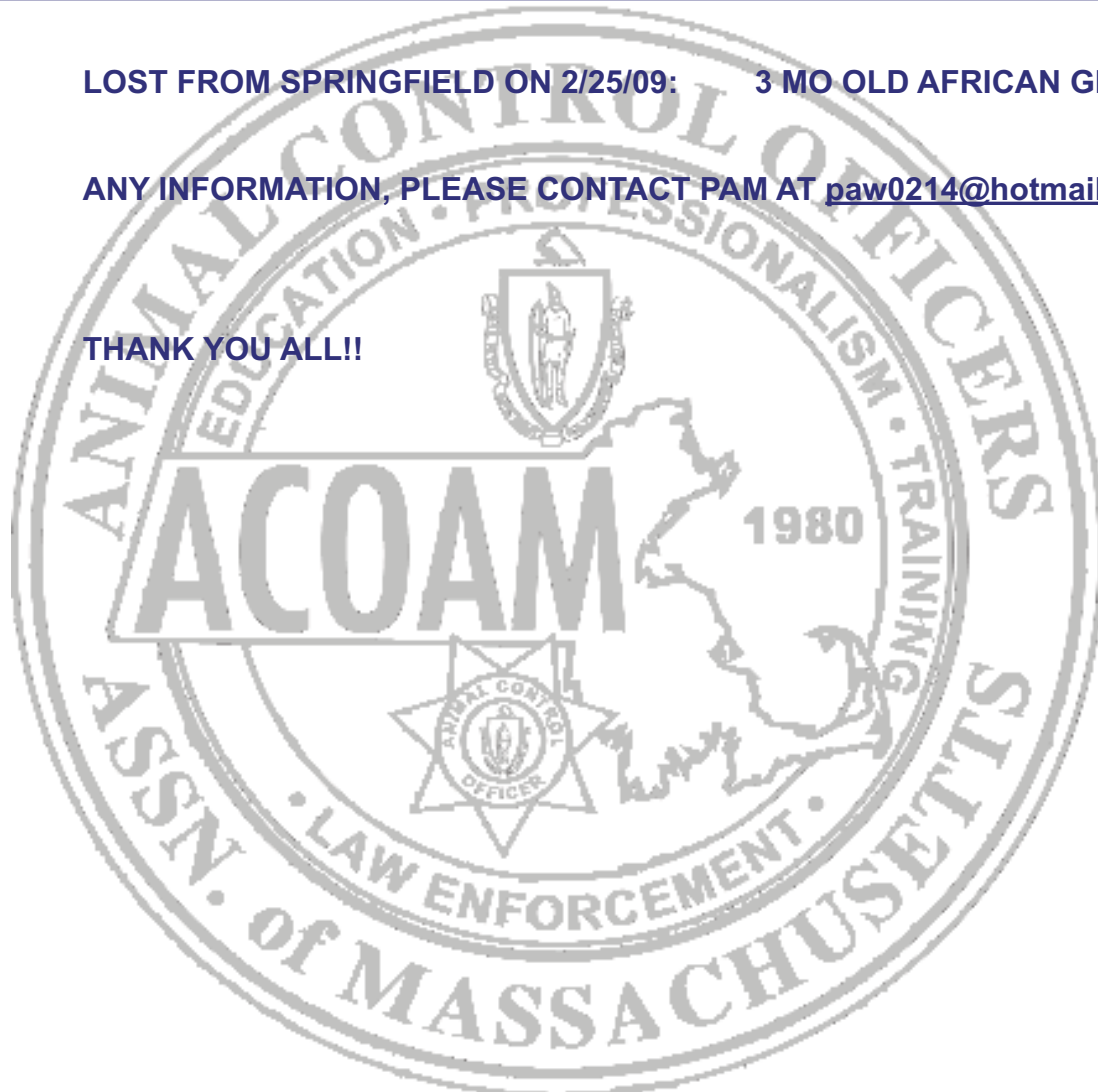 LOST FROM SPRINGFIELD ON 2/25/09: 3 MO OLD AFRICAN
ANY INFORMATION, PLEASE CONTACT PAM AT paw0214@hotmail
THANK YOU ALL!!
ANIMAL CONTROL OFFICERS
EDUCATION • PROFESSIONALISM • TRAINING
ACOAM
1980
ANIMAL CONTROL
OFFICER
• LAW ENFORCEMENT •
ASSN. of MASSACHUSETTS